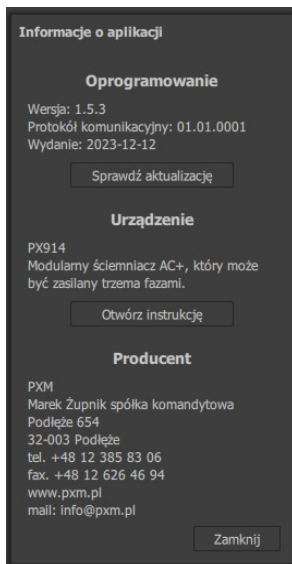 Informacje o aplikacji
Oprogramowanie
Wersja: 1.5.3
Protokół komunikacyjny: 01.01.0001
Wydanie: 2023-12-12
Sprawdź aktualizację
Urządzenie
PX914
Modularny ściemniacz AC+, który może
być zasilany trzema fazami.
Otwórz instrukcję
Producent
PXM
Marek Żupnik spółka komandytowa
Podłęże 654
32-003 Podłęże
tel. +48 12 385 83 06
fax. +48 12 626 46 94
www.pxm.pl
mail: info@pxm.pl
Zamknij